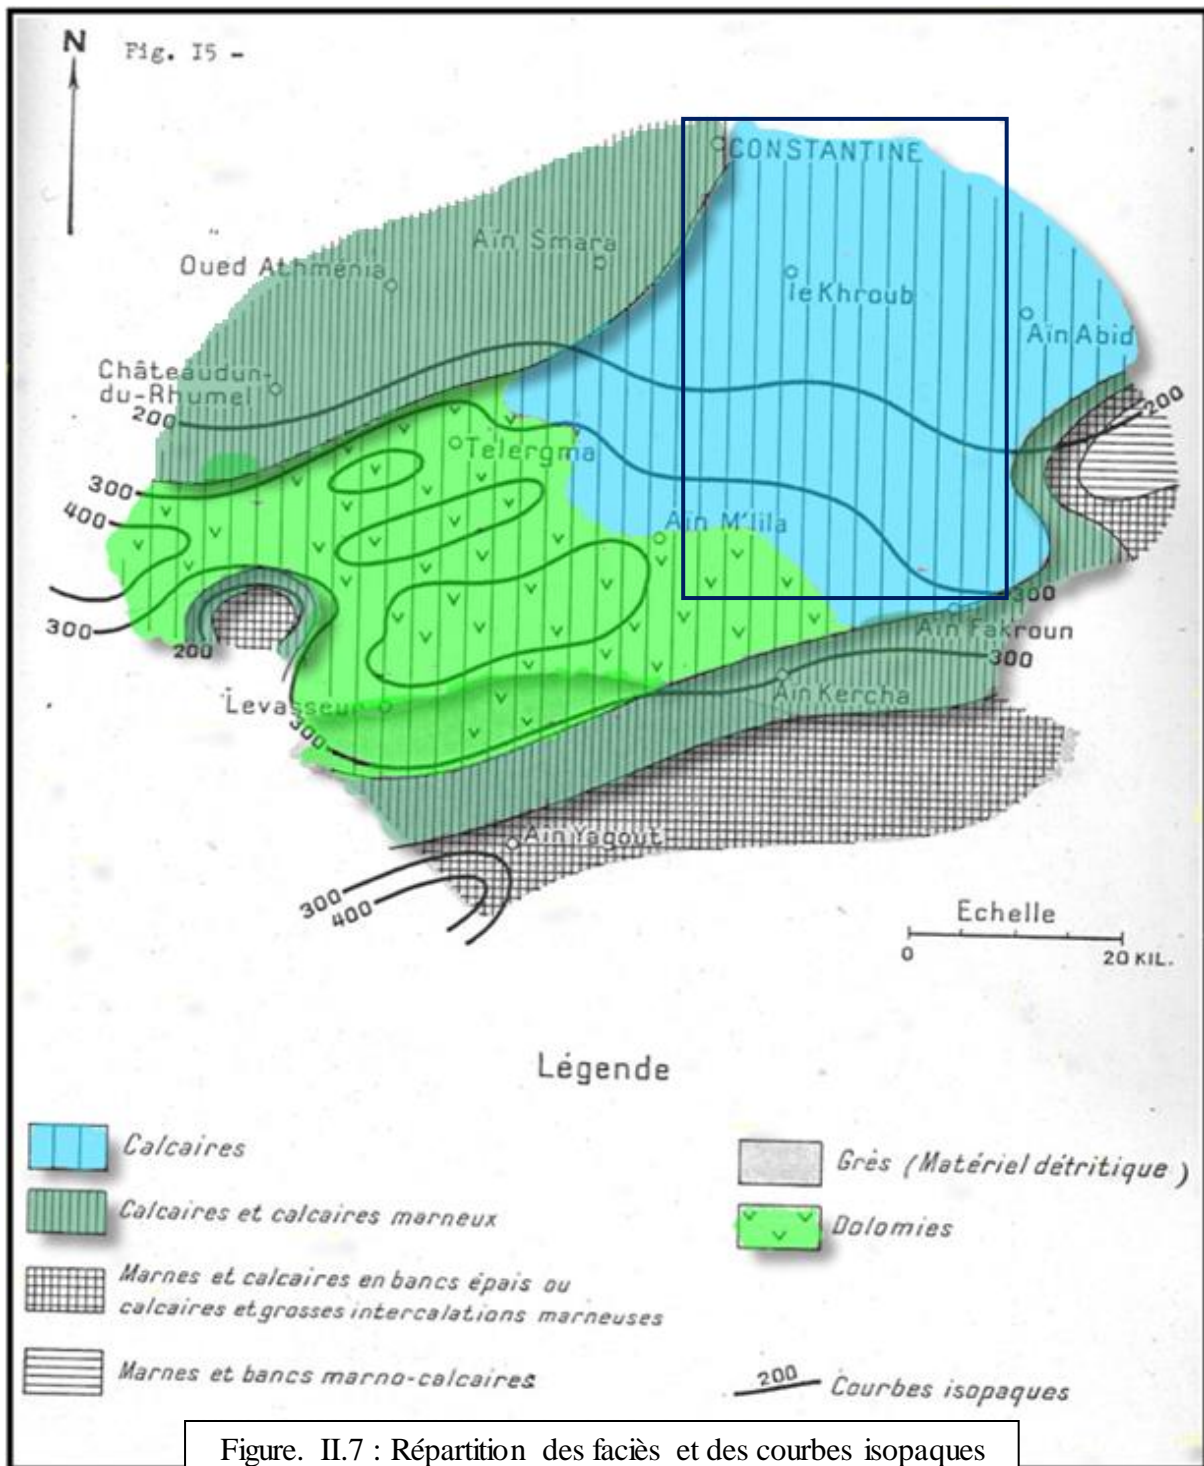 N
Fig. I5 -
CONSTANTINE
Aïn Smara
Oued Athménia
le Khroub
Aïn Abid
Châteaudun-
du-Rhumel
200
200
Télergma
300
400
Aïn M'lila
300
300
Aïn Fakroun
200
300
Aïn Kercha
Levasseur
300
Aïn Yagout
300
400
Echelle
0
20 KIL.
Légende
Calcaires
Grès (Matériel détritique)
Calcaires et calcaires marneux
Dolomies
Marnes et calcaires en bancs épais ou
calcaires et grosses intercalations marneuses
Marnes et bancs marno-calcaires
200
Courbes isopaques
Figure. II.7 : Répartition des faciès et des courbes isopaques